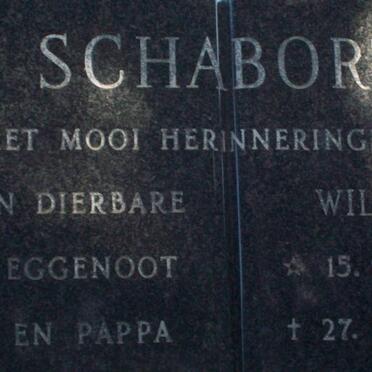 SCHABOR
ET MOOI HERINNERING
N DIERBARE WIL
EGGENOOT ☆ 15.
EN PAPPA † 27.